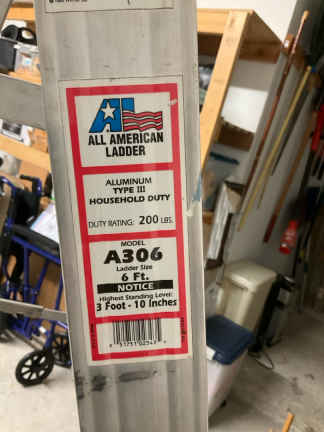 AL
ALL AMERICAN
LADDER
ALUMINUM
TYPE III
HOUSEHOLD DUTY
DUTY RATING: 200 LBS.
MODEL
A306
Ladder Size
6 Ft.
NOTICE
Highest Standing Level:
3 Foot - 10 Inches